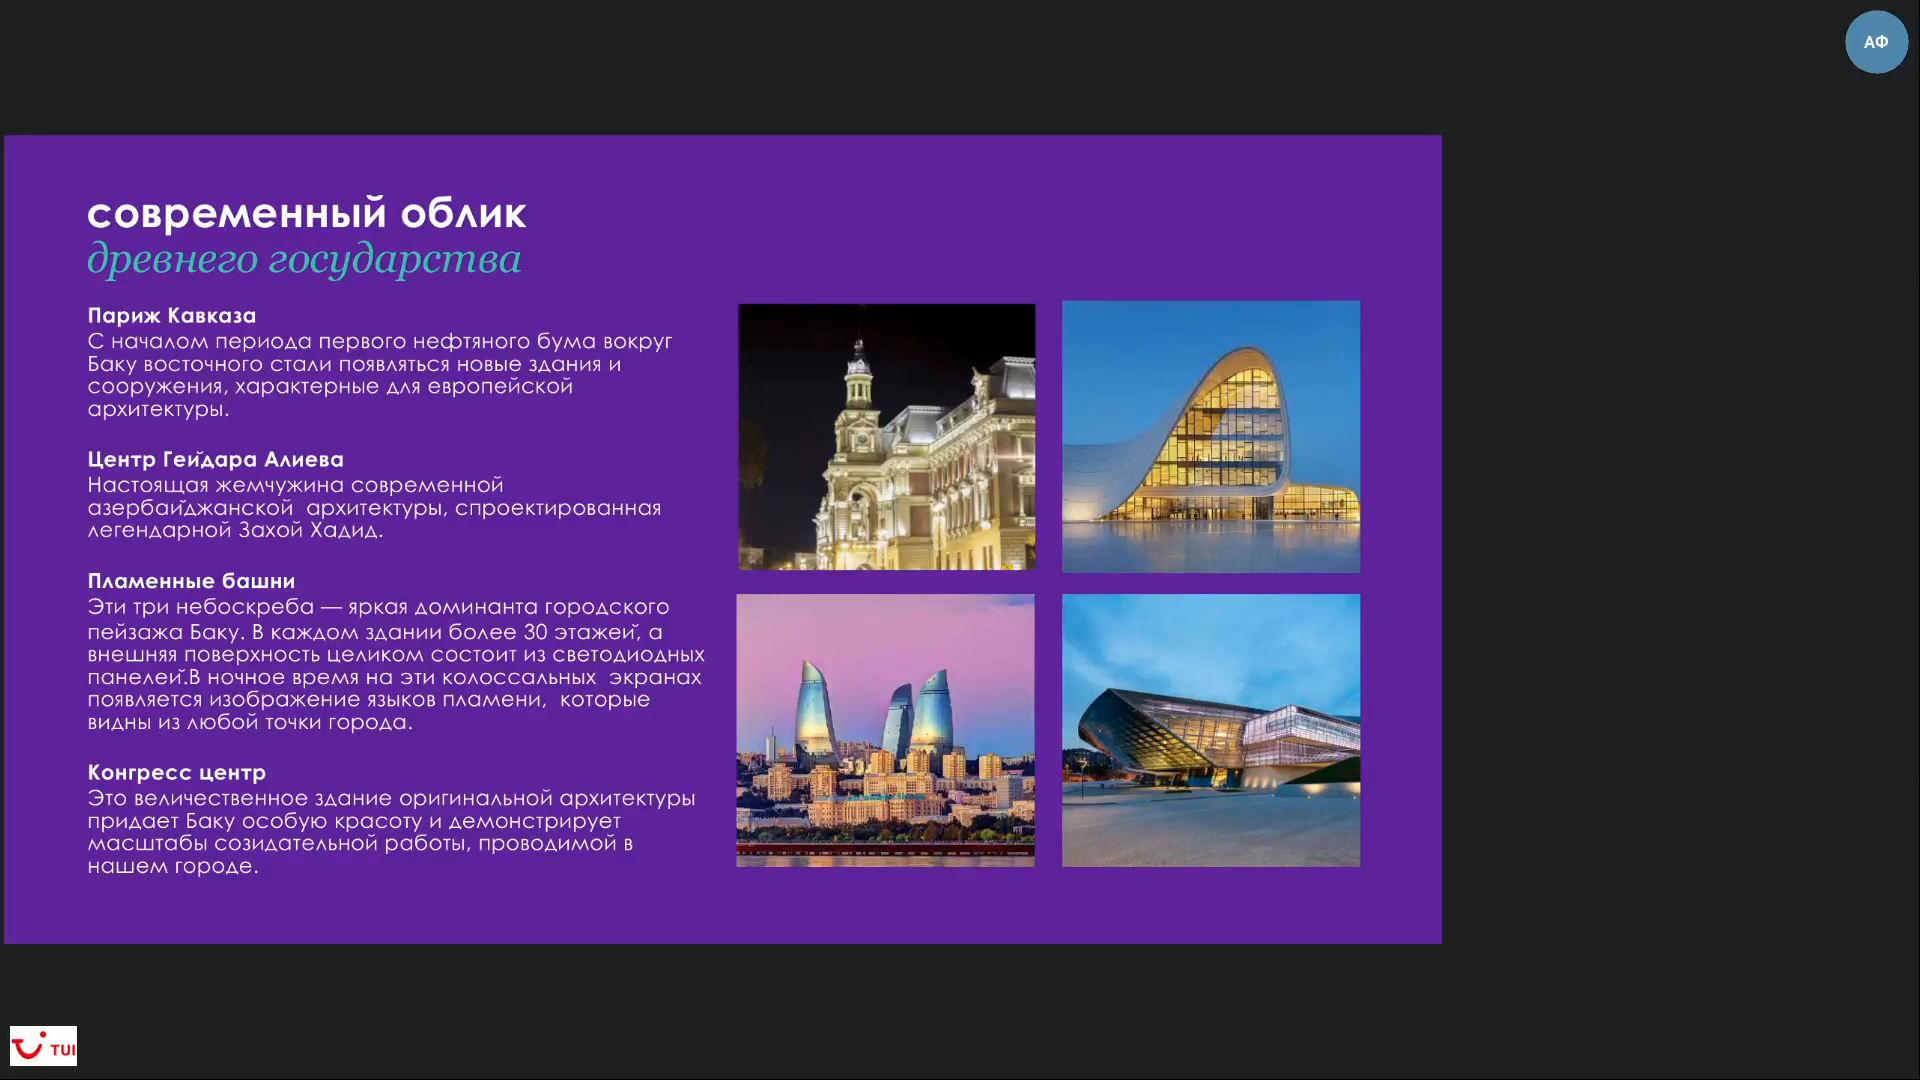 АФ
современный облик
древнего государства
Париж Кавказа
С началом периода первого нефтяного бума вокруг
Баку восточного стали появляться новые здания и
сооружения, характерные для европейской
архитектуры.
Центр Гейдара Алиева
Настоящая жемчужина современной
азербайджанской  архитектуры, спроектированная
легендарной Захой Хадид.
Пламенные башни
Эти три небоскреба — яркая доминанта городского
пейзажа Баку. В каждом здании более 30 этажей, а
внешняя поверхность целиком состоит из светодиодных
панелей.В ночное время на эти колоссальных  экранах
появляется изображение языков пламени,  которые
видны из любой точки города.
Конгресс центр
Это величественное здание оригинальной архитектуры
придает Баку особую красоту и демонстрирует
масштабы созидательной работы, проводимой в
нашем городе.
TUI